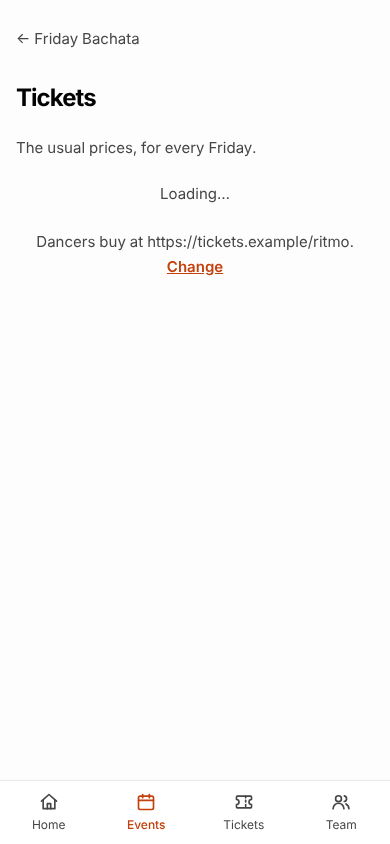 ← Friday Bachata
Tickets
The usual prices, for every Friday.
Loading...
Dancers buy at https://tickets.example/ritmo.
Change
Home
Events
Tickets
Team